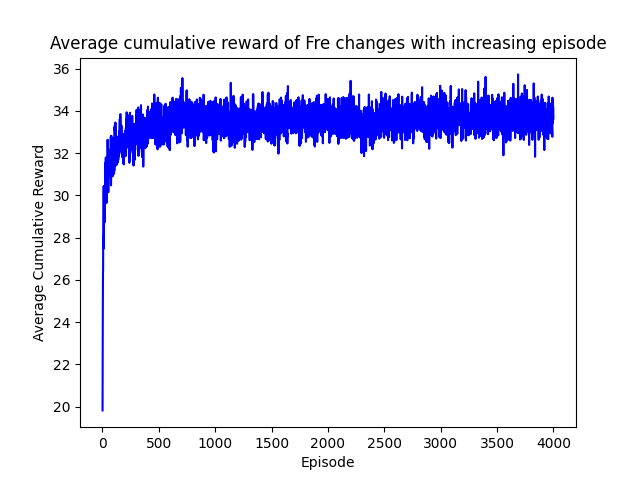 Average cumulative reward of Fre changes with increasing episode
36
34
32
30
28
26
24
22
20
Average Cumulative Reward
0 500 1000 1500 2000 2500 3000 3500 4000
Episode